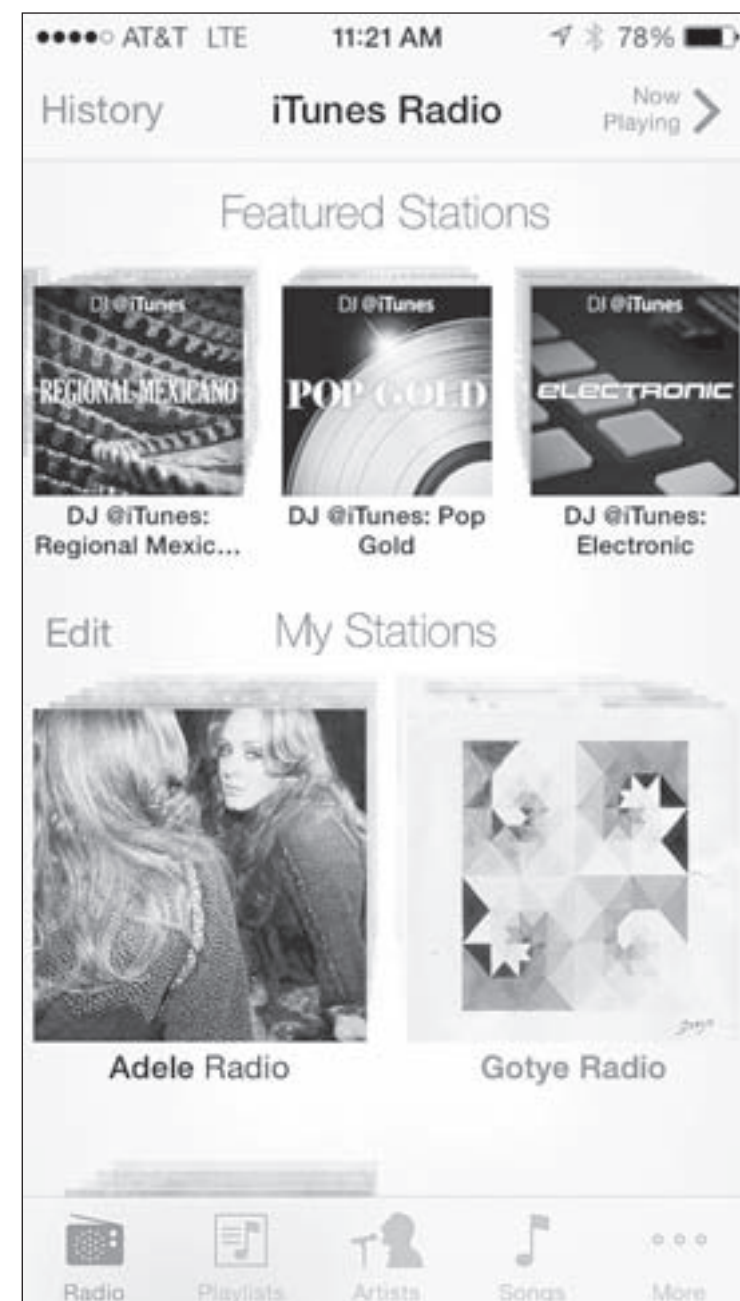 AT&T LTE 11:21 AM 78%
History iTunes Radio Now Playing
Featured Stations
DJ @iTunes DJ @iTunes DJ @iTunes
REGIONAL MEXICANO POP GOLD ELECTRONIC
DJ @iTunes: Regional Mexic...
DJ @iTunes: Pop Gold
DJ @iTunes: Electronic
Edit My Stations
Adele Radio Gotye Radio
Radio Playlists Artists Songs More